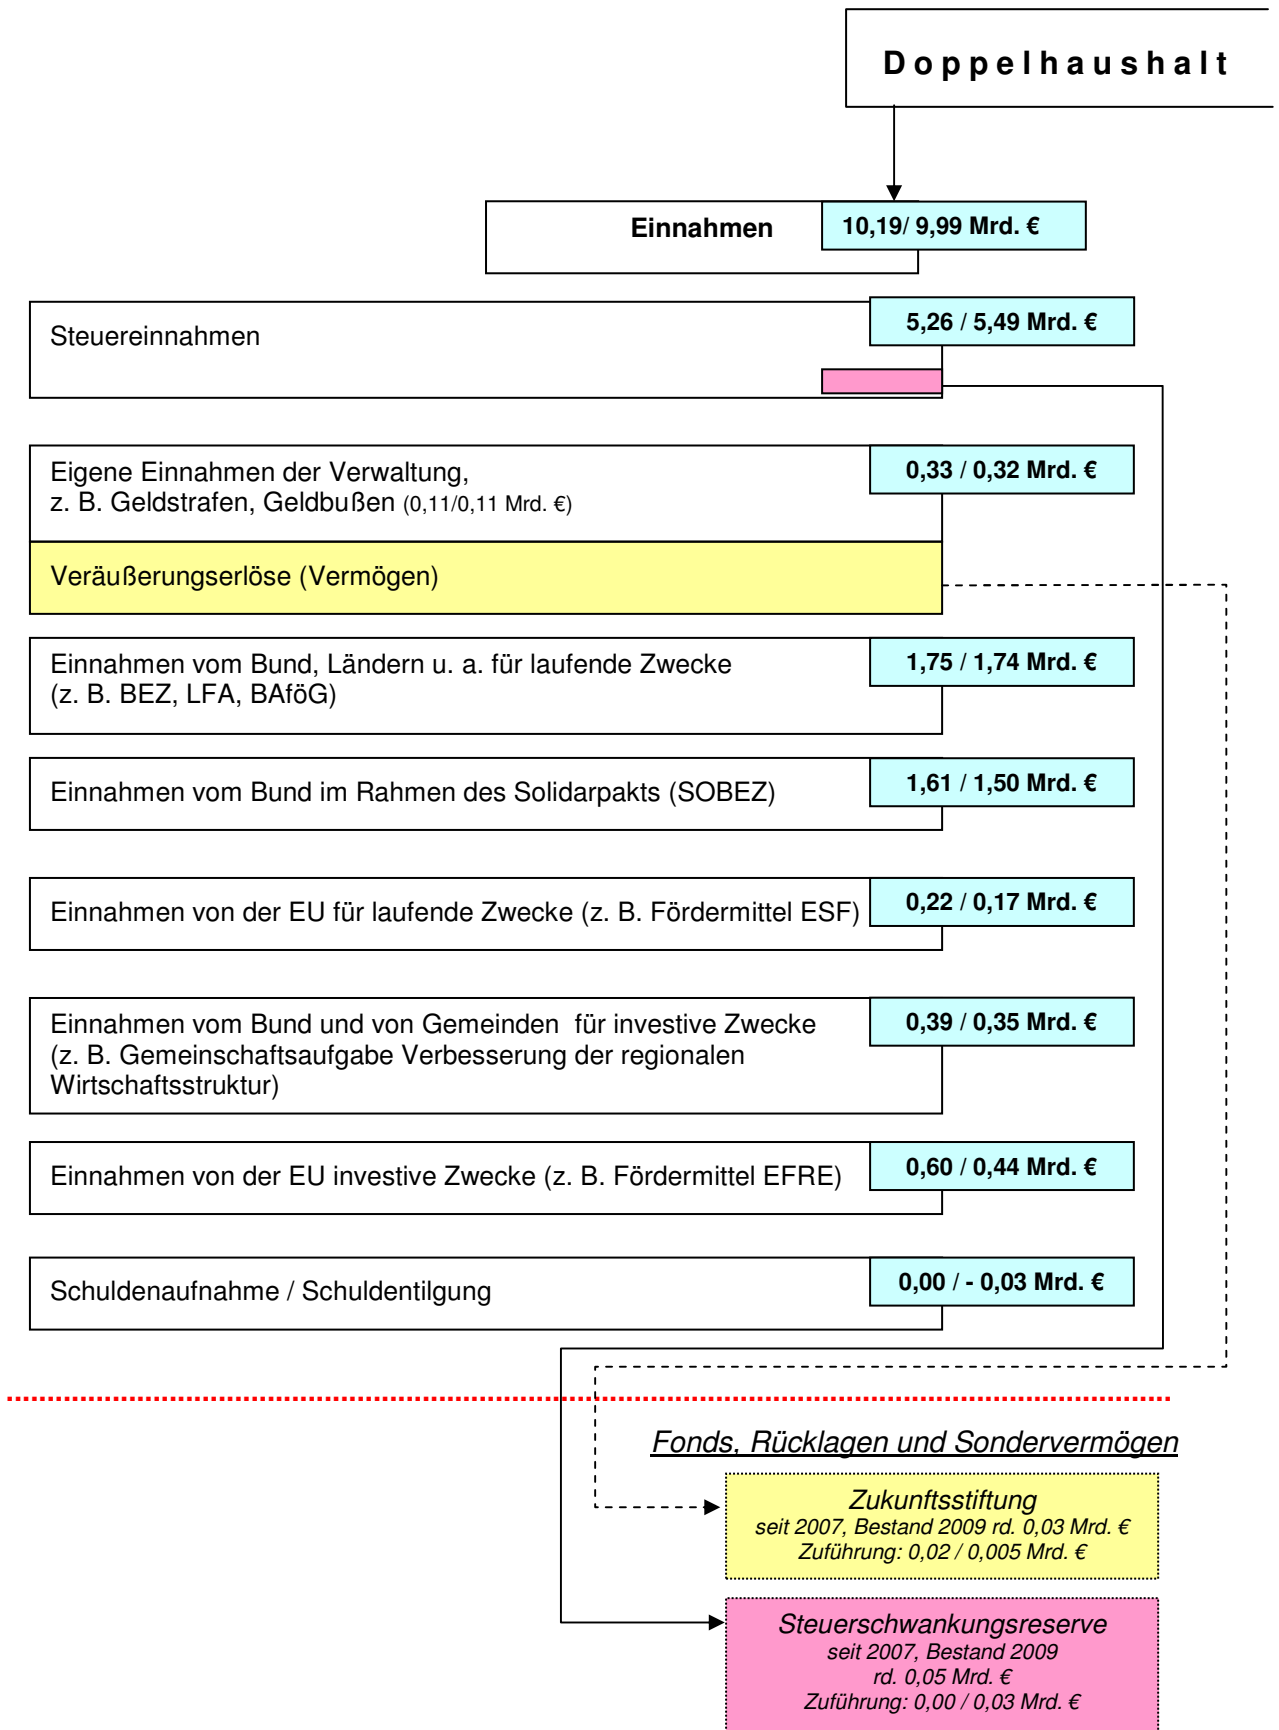 Doppelhaushalt
Einnahmen
10,19/ 9,99 Mrd. €
Steuereinnahmen
5,26 / 5,49 Mrd. €
Eigene Einnahmen der Verwaltung,
z. B. Geldstrafen, Geldbußen (0,11/0,11 Mrd. €)
0,33 / 0,32 Mrd. €
Veräußerungserlöse (Vermögen)
Einnahmen vom Bund, Ländern u. a. für laufende Zwecke
(z. B. BEZ, LFA, BAföG)
1,75 / 1,74 Mrd. €
Einnahmen vom Bund im Rahmen des Solidarpakts (SOBEZ)
1,61 / 1,50 Mrd. €
Einnahmen von der EU für laufende Zwecke (z. B. Fördermittel ESF)
0,22 / 0,17 Mrd. €
Einnahmen vom Bund und von Gemeinden  für investive Zwecke
(z. B. Gemeinschaftsaufgabe Verbesserung der regionalen
Wirtschaftsstruktur)
0,39 / 0,35 Mrd. €
Einnahmen von der EU investive Zwecke (z. B. Fördermittel EFRE)
0,60 / 0,44 Mrd. €
Schuldenaufnahme / Schuldentilgung
0,00 / - 0,03 Mrd. €
Fonds, Rücklagen und Sondervermögen
Zukunftsstiftung
seit 2007, Bestand 2009 rd. 0,03 Mrd. €
Zuführung: 0,02 / 0,005 Mrd. €
Steuerschwankungsreserve
seit 2007, Bestand 2009
rd. 0,05 Mrd. €
Zuführung: 0,00 / 0,03 Mrd. €